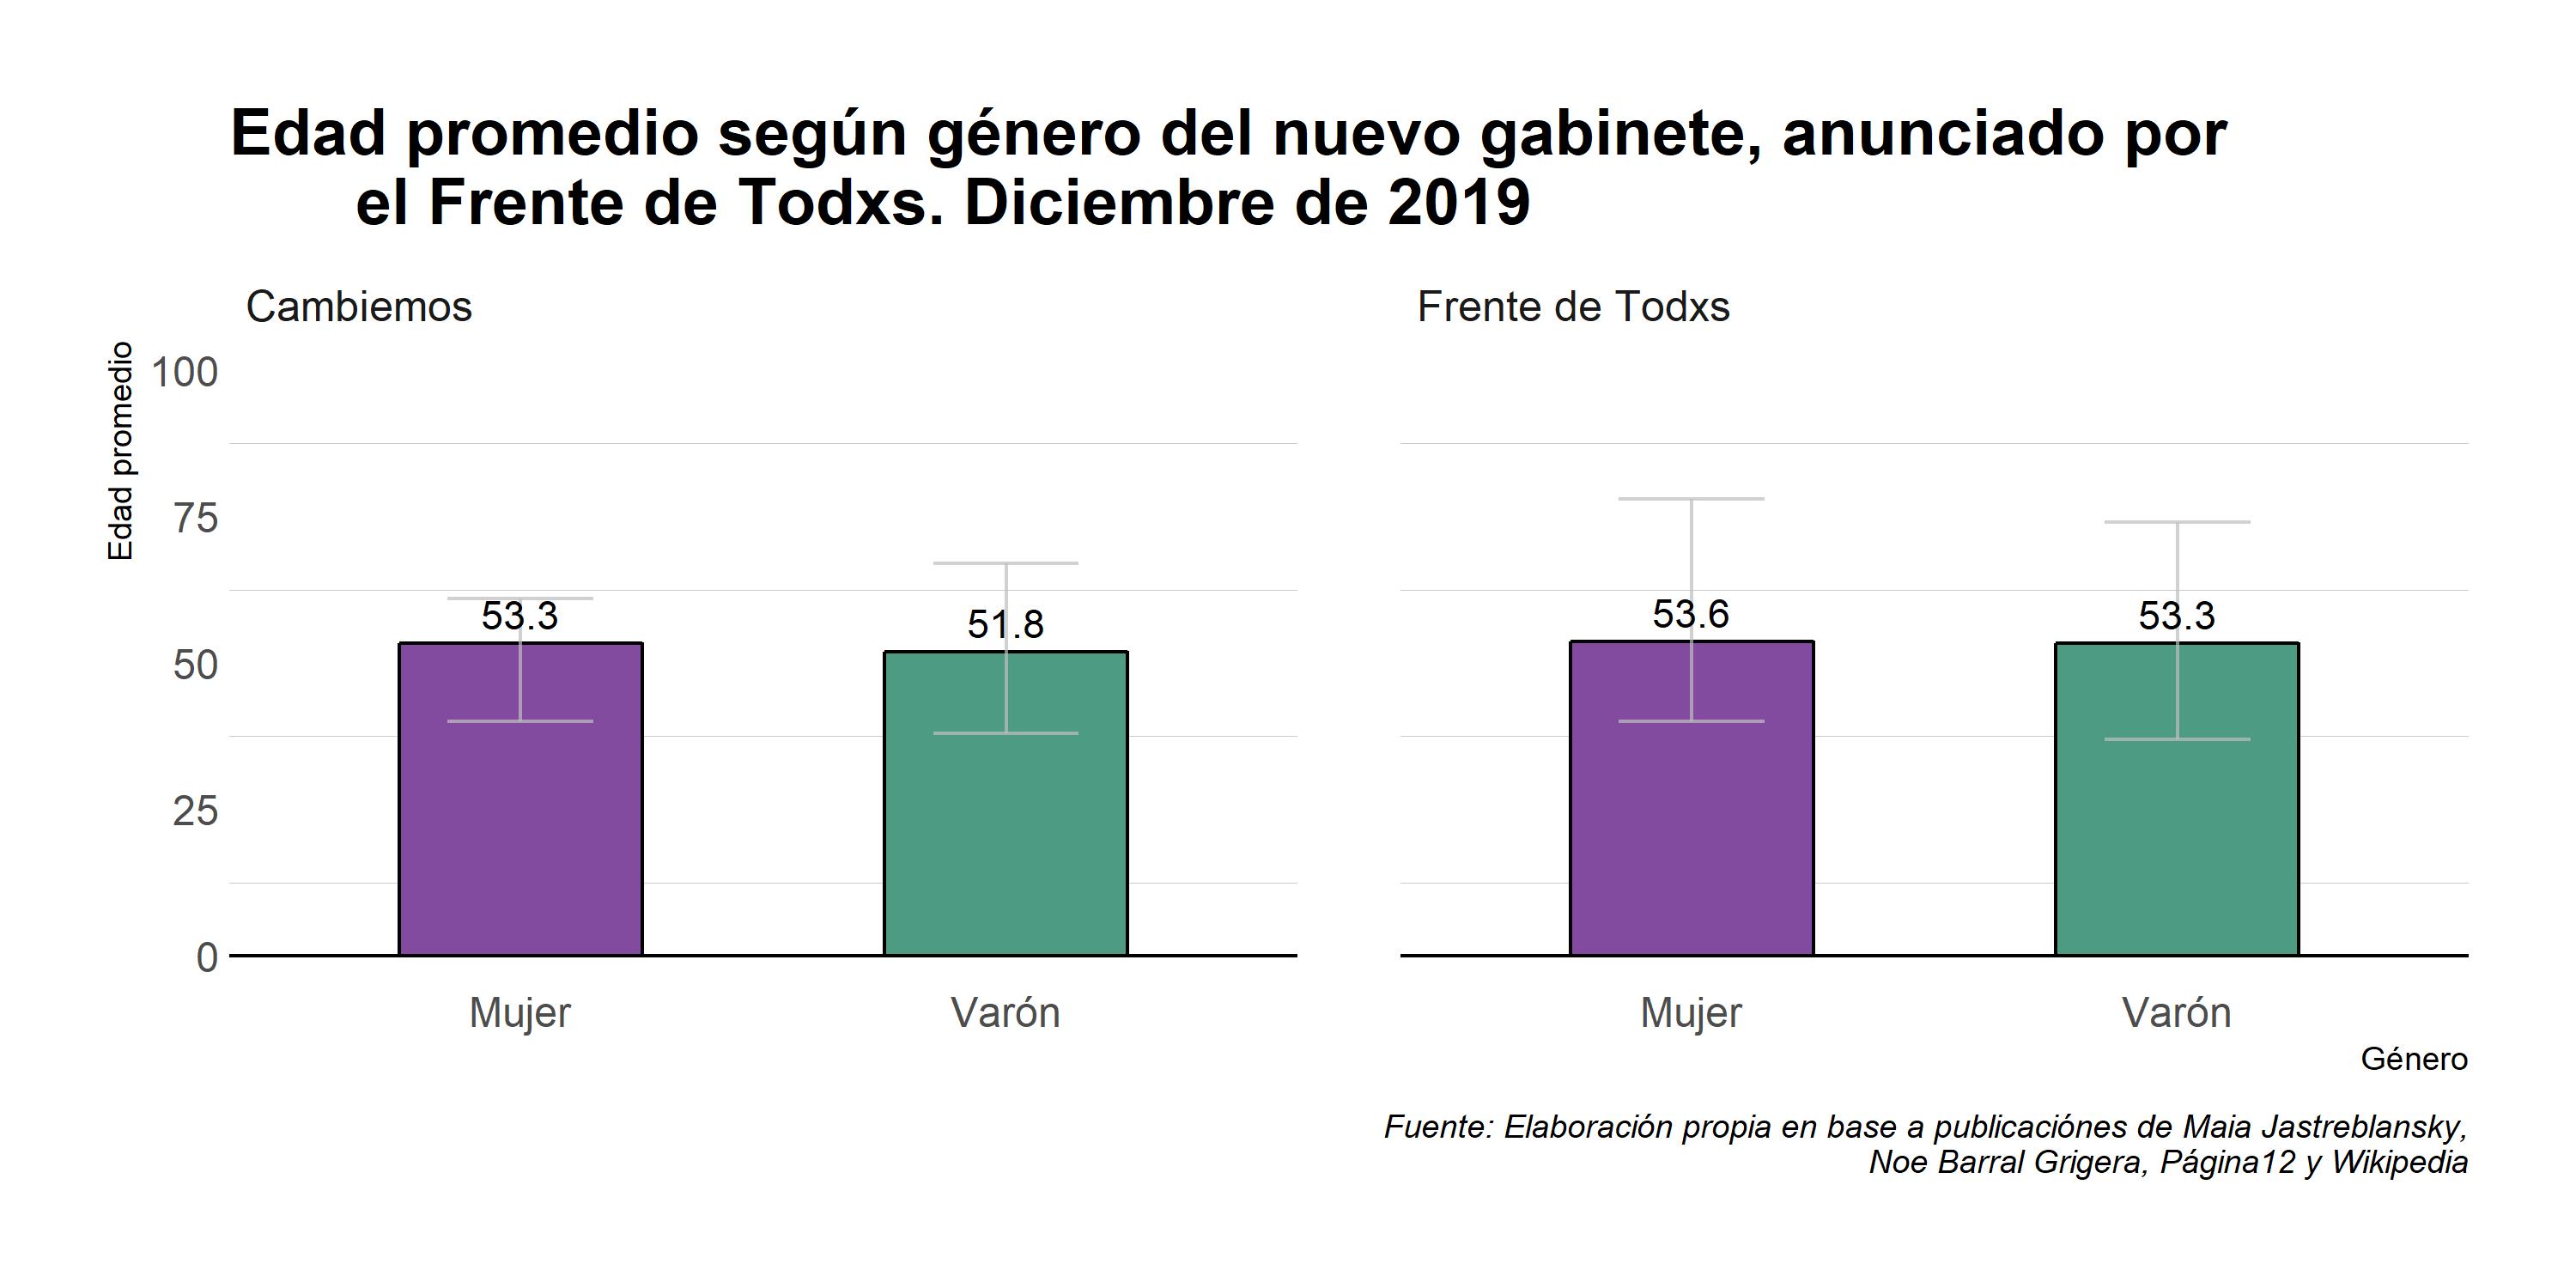 Edad promedio según género del nuevo gabinete, anunciado por
el Frente de Todxs. Diciembre de 2019
Cambiemos
Frente de Todxs
Edad promedio
100
75
50
25
0
53.3
51.8
53.6
53.3
Mujer
Varón
Mujer
Varón
Género
Fuente: Elaboración propia en base a publicaciónes de Maia Jastreblansky,
Noe Barral Grigera, Página12 y Wikipedia